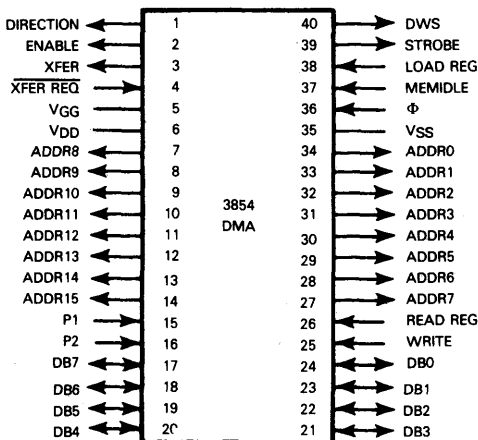 DIRECTION 1 40 DWS
ENABLE 2 39 STROBE
XFER 3 38 LOAD REG
XFER REQ 4 37 MEMIDLE
VGG 5 36 Φ
VDD 6 35 VSS
ADDR8 7 34 ADDR0
ADDR9 8 33 ADDR1
ADDR10 9 32 ADDR2
ADDR11 10 3854 31 ADDR3
ADDR12 11 DMA 30 ADDR4
ADDR13 12 29 ADDR5
ADDR14 13 28 ADDR6
ADDR15 14 27 ADDR7
P1 15 26 READ REG
P2 16 25 WRITE
DB7 17 24 DB0
DB6 18 23 DB1
DB5 19 22 DB2
DB4 20 21 DB3